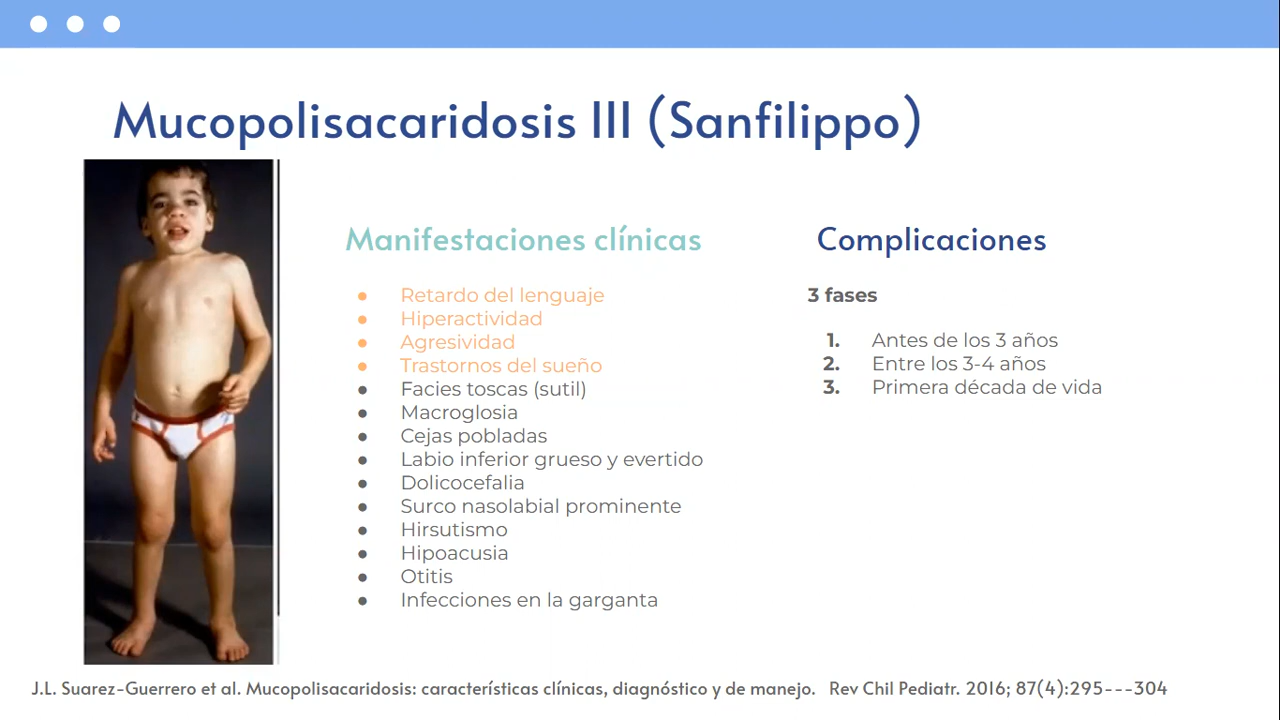 Mucopolisacaridosis III (Sanfilippo)
Manifestaciones clínicas
● Retardo del lenguaje
● Hiperactividad
● Agresividad
● Trastornos del sueño
● Facies toscas (sutil)
● Macroglosia
● Cejas pobladas
● Labio inferior grueso y evertido
● Dolicocefalia
● Surco nasolabial prominente
● Hirsutismo
● Hipoacusia
● Otitis
● Infecciones en la garganta
Complicaciones
3 fases
1. Antes de los 3 años
2. Entre los 3-4 años
3. Primera década de vida
J.L. Suarez-Guerrero et al. Mucopolisacaridosis: características clínicas, diagnóstico y de manejo. Rev Chil Pediatr. 2016; 87(4):295---304